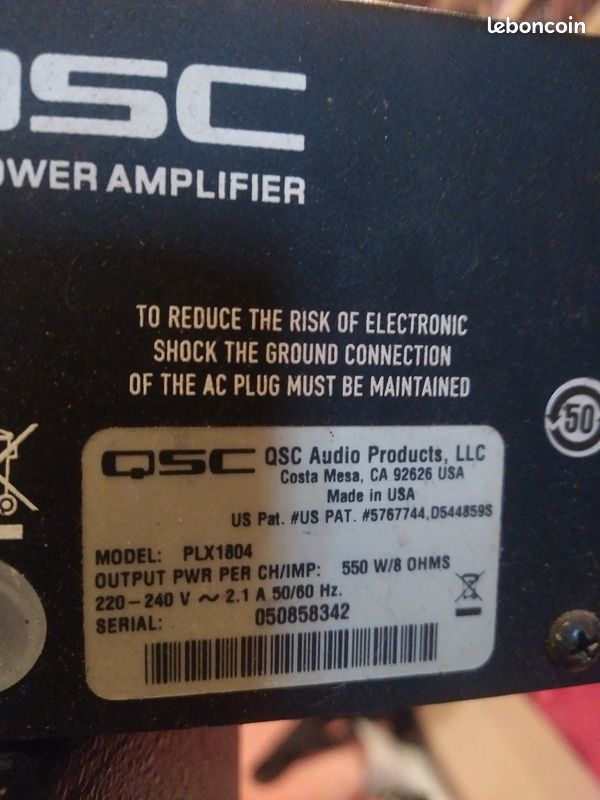 leboncoin
QSC
OWER AMPLIFIER
TO REDUCE THE RISK OF ELECTRONIC
SHOCK THE GROUND CONNECTION
OF THE AC PLUG MUST BE MAINTAINED
50
QSC QSC Audio Products, LLC
Costa Mesa, CA 92626 USA
Made in USA
US Pat. #US PAT. #5767744,D544859S
MODEL: PLX1804
OUTPUT PWR PER CH/IMP: 550 W/8 OHMS
220-240 V ~ 2.1 A 50/60 Hz.
SERIAL: 050858342